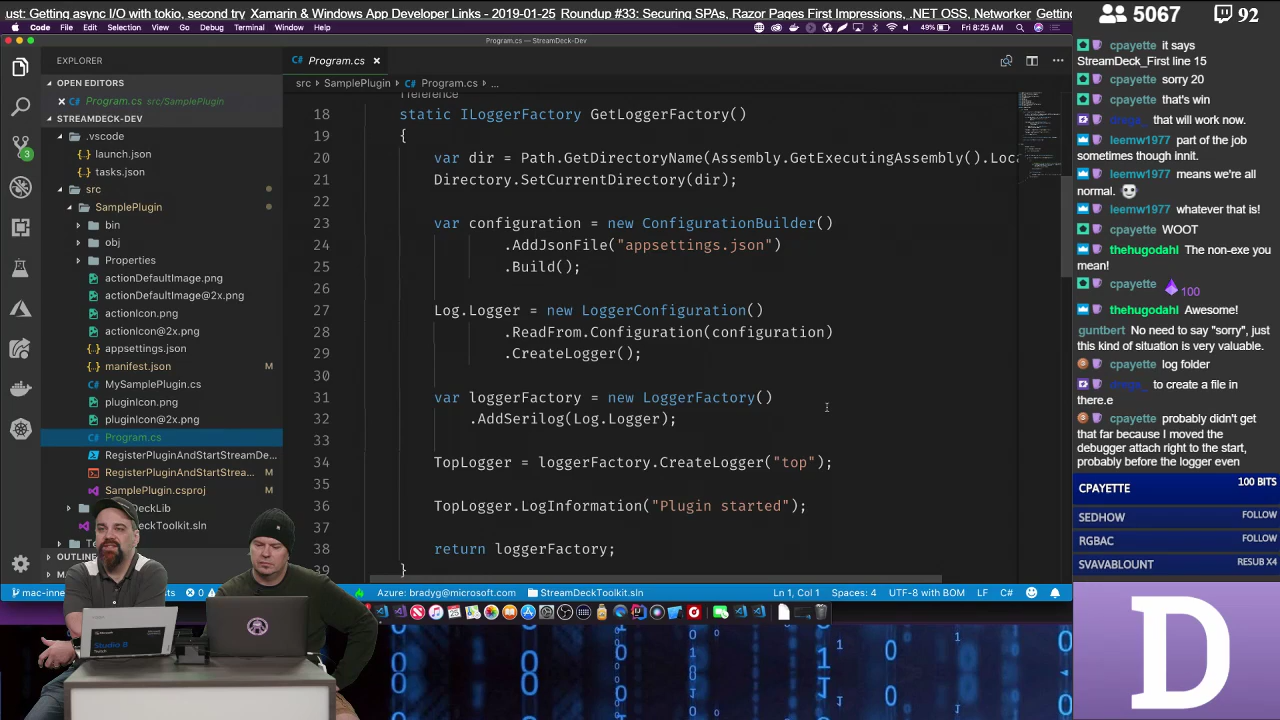 ust: Getting async I/O with tokio, second try Xamarin & Windows App Developer Links - 2019-01-25 Roundup #33: Securing SPAs, Razor Pages First Impressions, .NET OSS, Networker Getting
5067
92
Code File Edit Selection View Go Debug Terminal Window Help
49% Fri 8:25 AM
Program.cs — StreamDeck-Dev
EXPLORER
OPEN EDITORS
C# Program.cs src/SamplePlugin
STREAMDECK-DEV
.vscode
launch.json
tasks.json
src
SamplePlugin
bin
obj
Properties
actionDefaultImage.png
actionDefaultImage@2x.png
actionIcon.png
actionIcon@2x.png
appsettings.json
manifest.json M
MySamplePlugin.cs
pluginIcon.png
pluginIcon@2x.png
Program.cs
RegisterPluginAndStartStreamDe...
RegisterPluginAndStartStrea... M
SamplePlugin.csproj
DeckLib
DeckToolkit.sln
OUTLINE
3
C# Program.cs
src › SamplePlugin › C# Program.cs › ...
1 reference
18 static ILoggerFactory GetLoggerFactory()
19 {
20 var dir = Path.GetDirectoryName(Assembly.GetExecutingAssembly().Loca
21 Directory.SetCurrentDirectory(dir);
22
23 var configuration = new ConfigurationBuilder()
24 .AddJsonFile("appsettings.json")
25 .Build();
26
27 Log.Logger = new LoggerConfiguration()
28 .ReadFrom.Configuration(configuration)
29 .CreateLogger();
30
31 var loggerFactory = new LoggerFactory()
32 .AddSerilog(Log.Logger);
33
34 TopLogger = loggerFactory.CreateLogger("top");
35
36 TopLogger.LogInformation("Plugin started");
37
38 return loggerFactory;
39 }
mac-inne
0
Azure: bradyg@microsoft.com
StreamDeckToolkit.sln
Ln 1, Col 1 Spaces: 4 UTF-8 with BOM LF C#
cpayette it says
StreamDeck_First line 15
cpayette sorry 20
cpayette that's win
that will work now.
leemw1977 part of the job
sometimes though innit.
leemw1977 means we're all
normal.
leemw1977 whatever that is!
cpayette WOOT
thehugodahl The non-exe you
mean!
cpayette 100
thehugodahl Awesome!
guntbert No need to say "sorry", just
this kind of situation is very valuable.
cpayette log folder
to create a file in
there.e
cpayette probably didn't get
that far because I moved the
debugger attach right to the start,
probably before the logger even
CPAYETTE 100 BITS
SEDHOW FOLLOW
RGBAC FOLLOW
SVAVABLOUNT RESUB X4
D